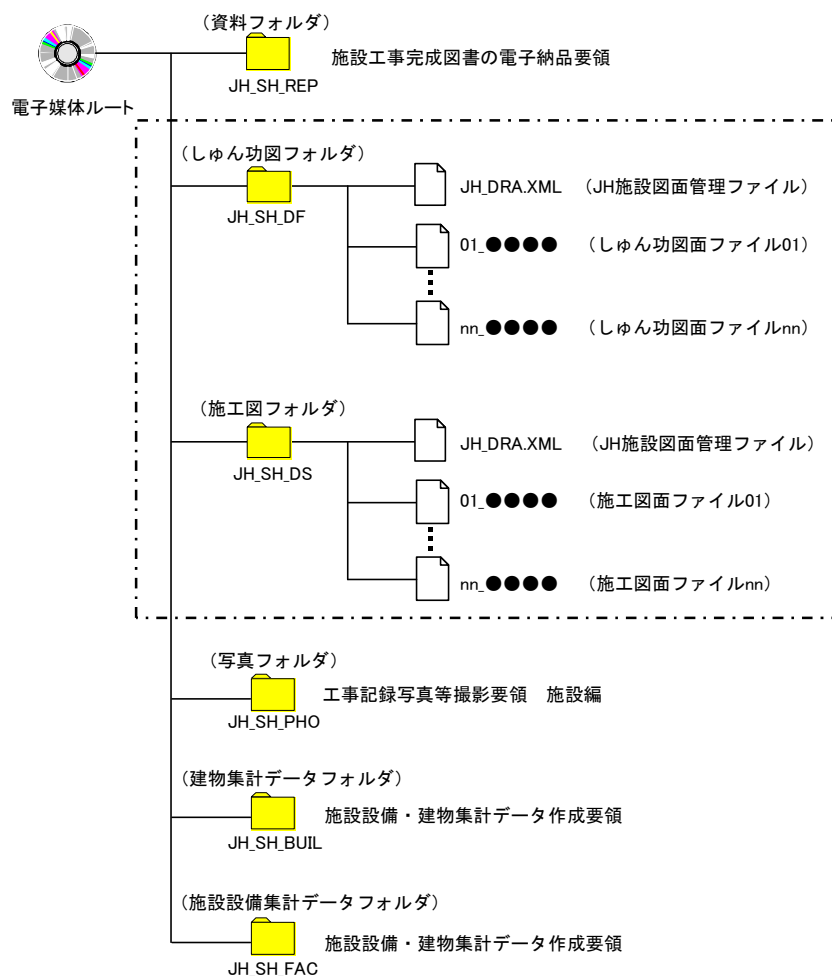 （資料フォルダ）
施設工事完成図書の電子納品要領
JH_SH_REP
電子媒体ルート
（しゅん功図フォルダ）
JH_DRA.XML （JH施設図面管理ファイル）
JH_SH_DF
01_●●●● （しゅん功図面ファイル01）
nn_●●●● （しゅん功図面ファイルnn）
（施工図フォルダ）
JH_DRA.XML （JH施設図面管理ファイル）
JH_SH_DS
01_●●●● （施工図面ファイル01）
nn_●●●● （施工図面ファイルnn）
（写真フォルダ）
工事記録写真等撮影要領　施設編
JH_SH_PHO
（建物集計データフォルダ）
施設設備・建物集計データ作成要領
JH_SH_BUIL
（施設設備集計データフォルダ）
施設設備・建物集計データ作成要領
JH_SH_FAC